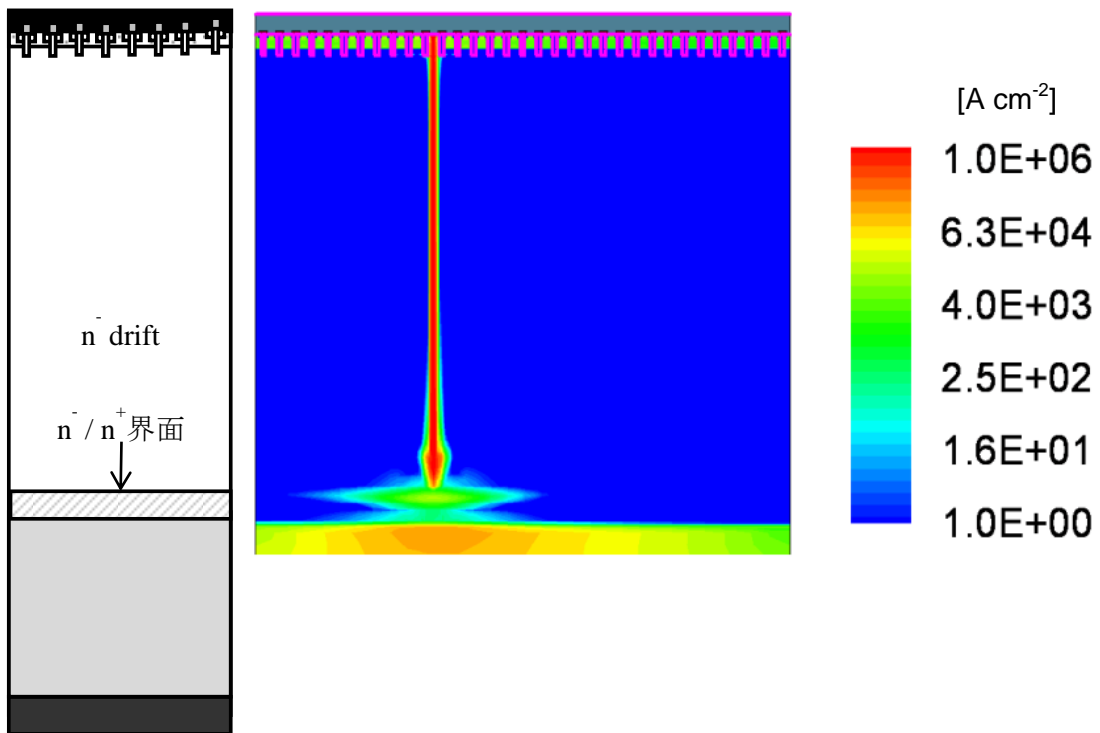 n⁻ drift
n⁻ / n⁺界面
[A cm⁻²]
1.0E+06
6.3E+04
4.0E+03
2.5E+02
1.6E+01
1.0E+00